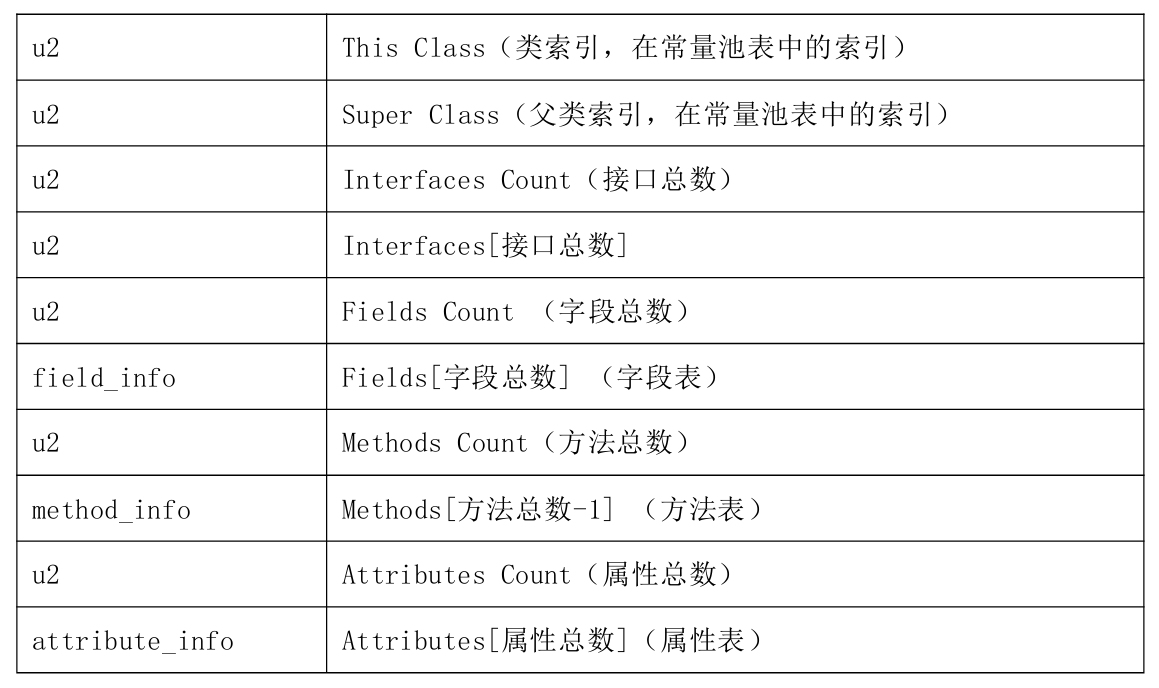 u2 This Class（类索引，在常量池表中的索引）
u2 Super Class（父类索引，在常量池表中的索引）
u2 Interfaces Count（接口总数）
u2 Interfaces[接口总数]
u2 Fields Count （字段总数）
field_info Fields[字段总数] （字段表）
u2 Methods Count（方法总数）
method_info Methods[方法总数-1] （方法表）
u2 Attributes Count（属性总数）
attribute_info Attributes[属性总数]（属性表）